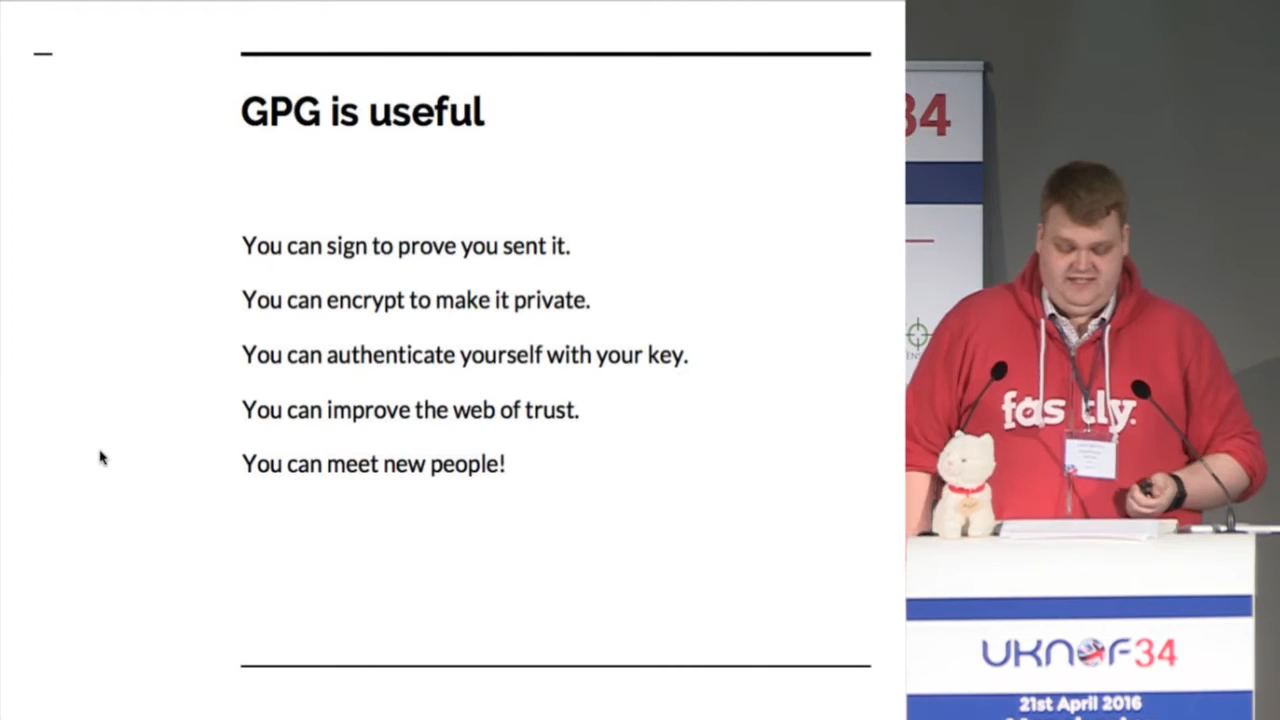 GPG is useful
You can sign to prove you sent it.
You can encrypt to make it private.
You can authenticate yourself with your key.
You can improve the web of trust.
You can meet new people!
34
fastly.
UKNOF34
21st April 2016